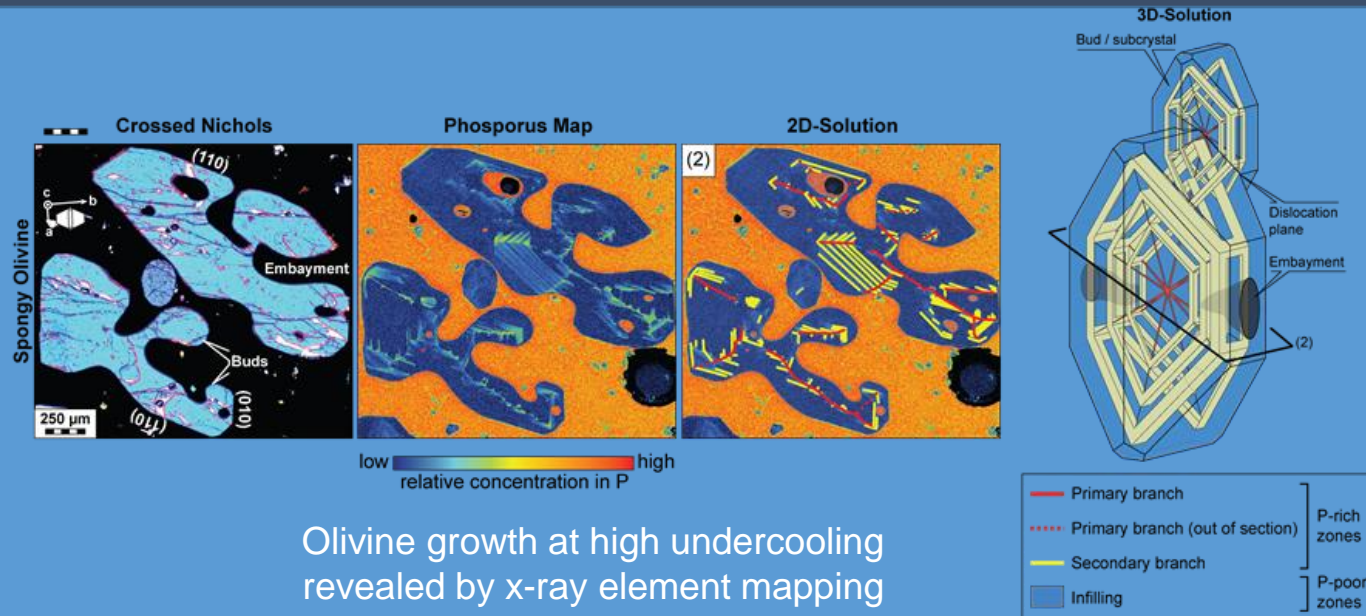 Crossed Nichols
Phosporus Map
2D-Solution
3D-Solution
Spongy Olivine
(110)
c
b
a
Embayment
Buds
(010)
(1̄10)
250 µm
(2)
low
high
relative concentration in P
Bud / subcrystal
Dislocation
plane
Embayment
(2)
Primary branch
Primary branch (out of section)
Secondary branch
P-rich
zones
Infilling
P-poor
zones
Olivine growth at high undercooling
revealed by x-ray element mapping